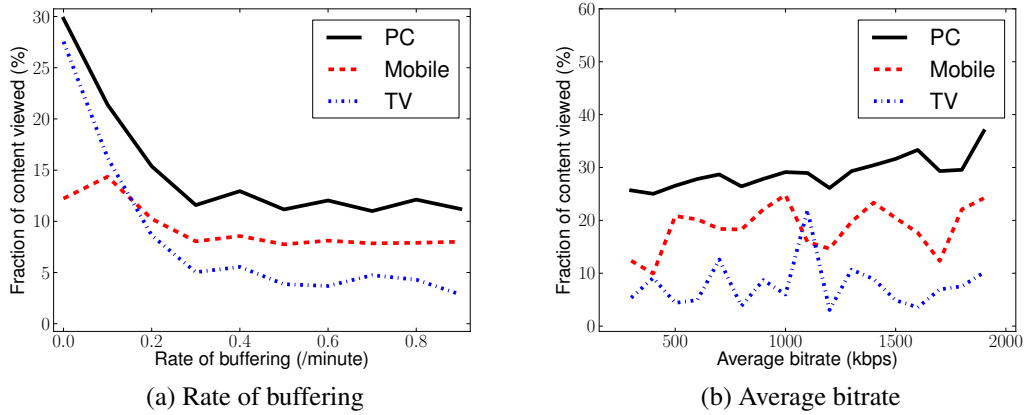 Fraction of content viewed (%)
30
25
20
15
10
5
0
0.0 0.2 0.4 0.6 0.8
Rate of buffering (/minute)
PC
Mobile
TV
(a) Rate of buffering
Fraction of content viewed (%)
60
50
40
30
20
10
0
500 1000 1500 2000
Average bitrate (kbps)
PC
Mobile
TV
(b) Average bitrate